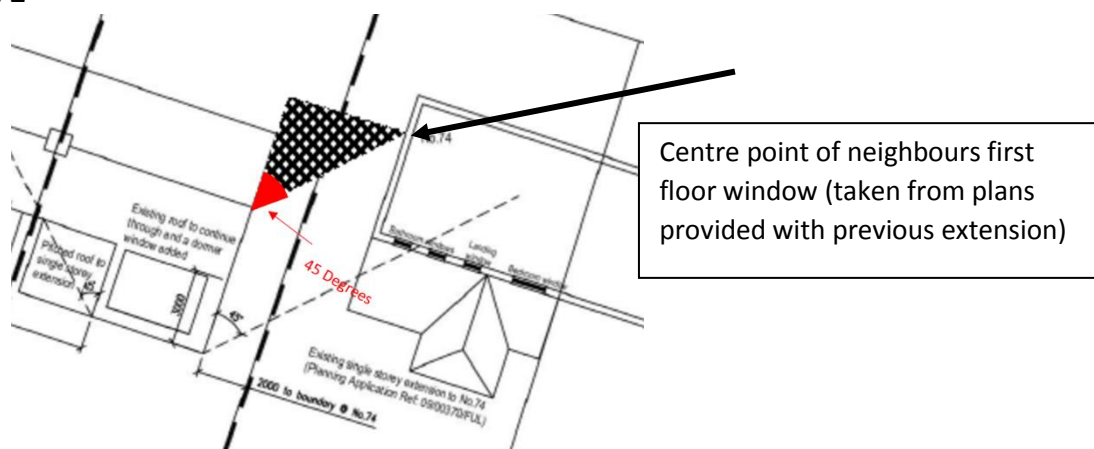 No.74
Centre point of neighbours first
floor window (taken from plans
provided with previous extension)
Existing roof to continue
through and a dormer
window added
Pitched roof to
single storey
extension
45°
3000
45°
45 Degrees
Bedroom windows
Landing
window
Bedroom window
Existing single storey extension to No.74
(Planning Application Ref: 09/00370/FUL)
2000 to boundary @ No.74